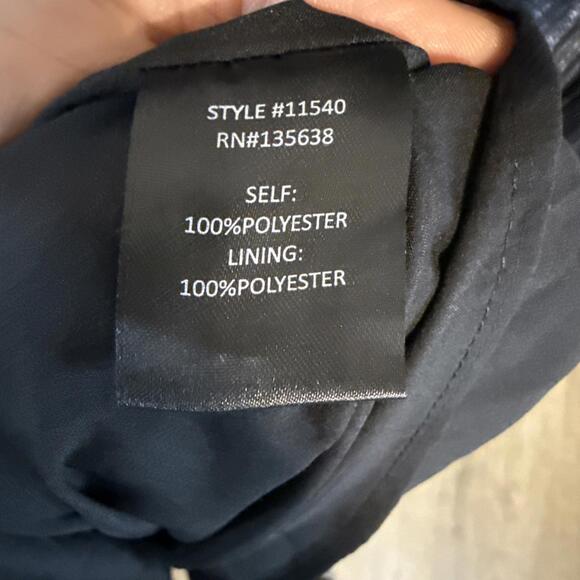 STYLE #11540
RN#135638
SELF:
100%POLYESTER
LINING:
100%POLYESTER